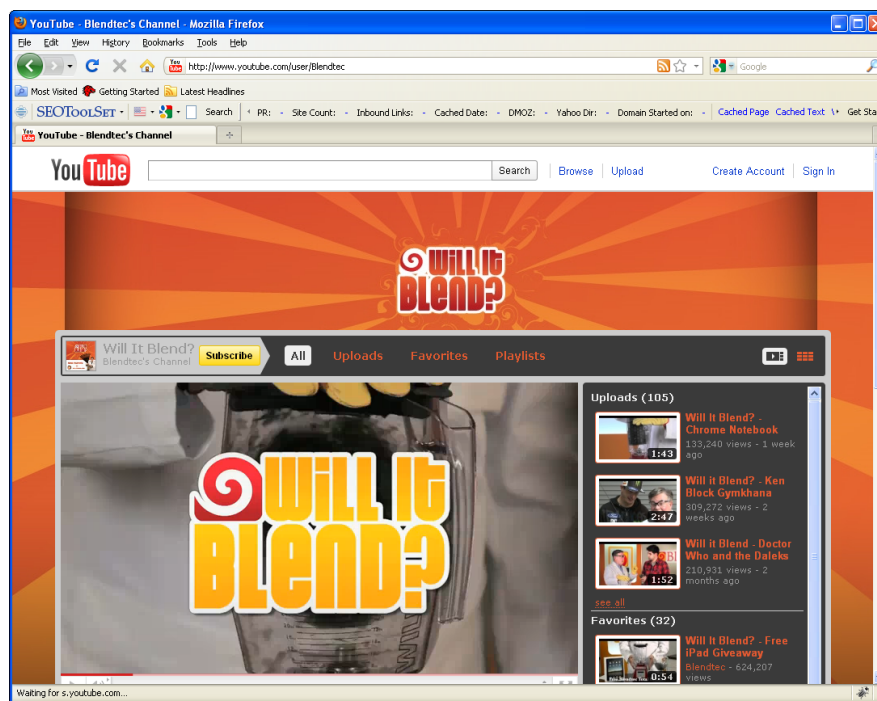 YouTube - Blendtec's Channel - Mozilla Firefox
File Edit View History Bookmarks Tools Help
http://www.youtube.com/user/Blendtec
Google
Most Visited Getting Started Latest Headlines
SEOToolSet Search PR: - Site Count: - Inbound Links: - Cached Date: - DMOZ: - Yahoo Dir: - Domain Started on: - Cached Page Cached Text Get Sta
YouTube - Blendtec's Channel
YouTube Search Browse Upload Create Account Sign In
WILL IT
BLEND?
Will It Blend?
Blendtec's Channel
Subscribe All Uploads Favorites Playlists
WILL IT
BLEND?
Uploads (105)
Will It Blend? -
Chrome Notebook
133,240 views - 1 week
ago
1:43
Will it Blend? - Ken
Block Gymkhana
309,272 views - 2
weeks ago
2:47
Will it Blend - Doctor
Who and the Daleks
210,931 views - 2
months ago
1:52
see all
Favorites (32)
Will It Blend? - Free
iPad Giveaway
Blendtec - 624,207
views
0:54
Waiting for s.youtube.com...